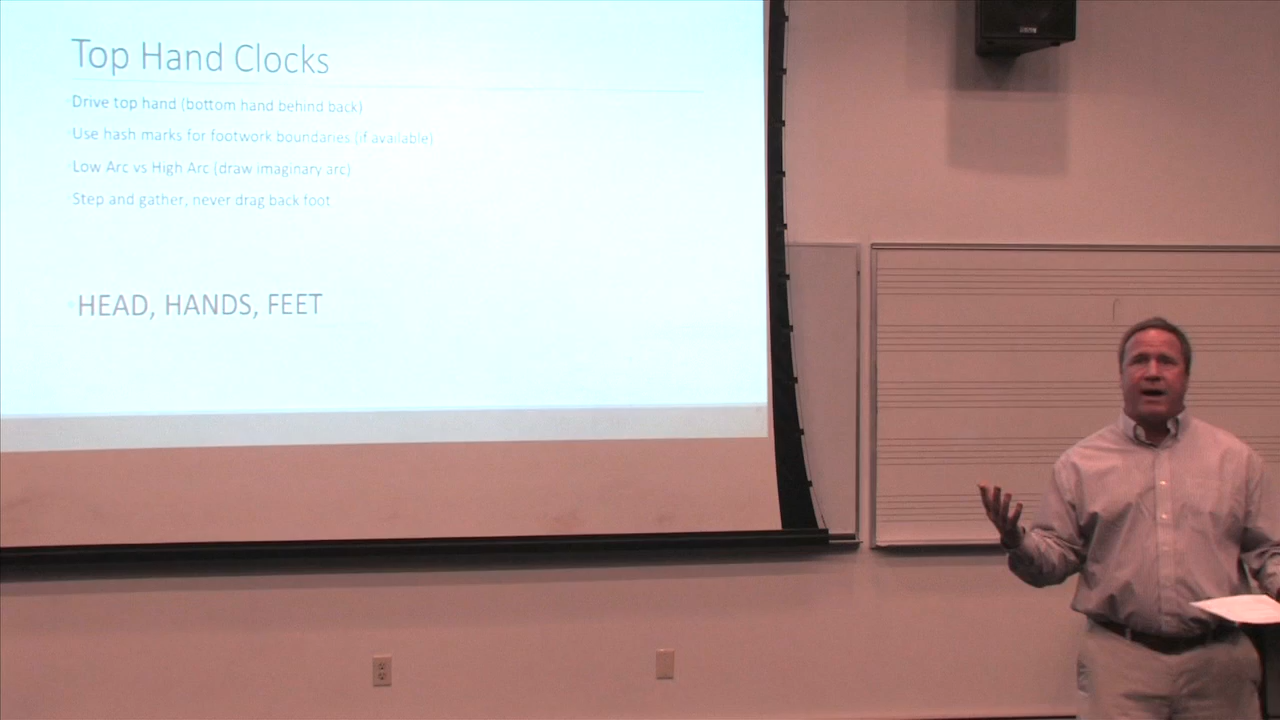 Top Hand Clocks
Drive top hand (bottom hand behind back)
Use hash marks for footwork boundaries (if available)
Low Arc vs High Arc (draw imaginary arc)
Step and gather, never drag back foot
HEAD, HANDS, FEET